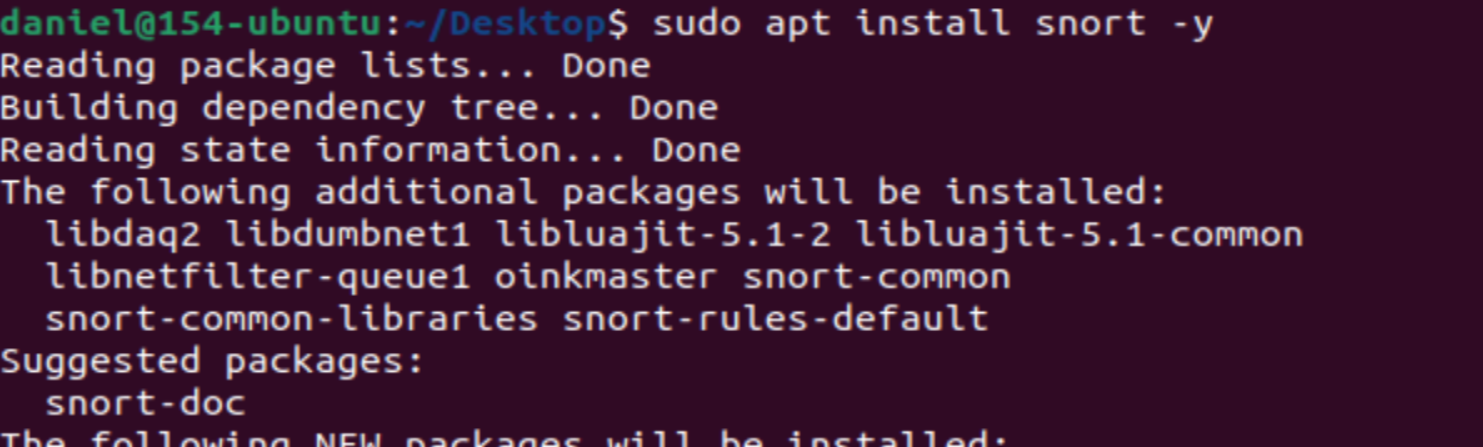 daniel@154-ubuntu:~/Desktop$ sudo apt install snort -y
Reading package lists... Done
Building dependency tree... Done
Reading state information... Done
The following additional packages will be installed:
  libdaq2 libdumbnet1 libluajit-5.1-2 libluajit-5.1-common
  libnetfilter-queue1 oinkmaster snort-common
  snort-common-libraries snort-rules-default
Suggested packages:
  snort-doc
The following NEW packages will be installed: